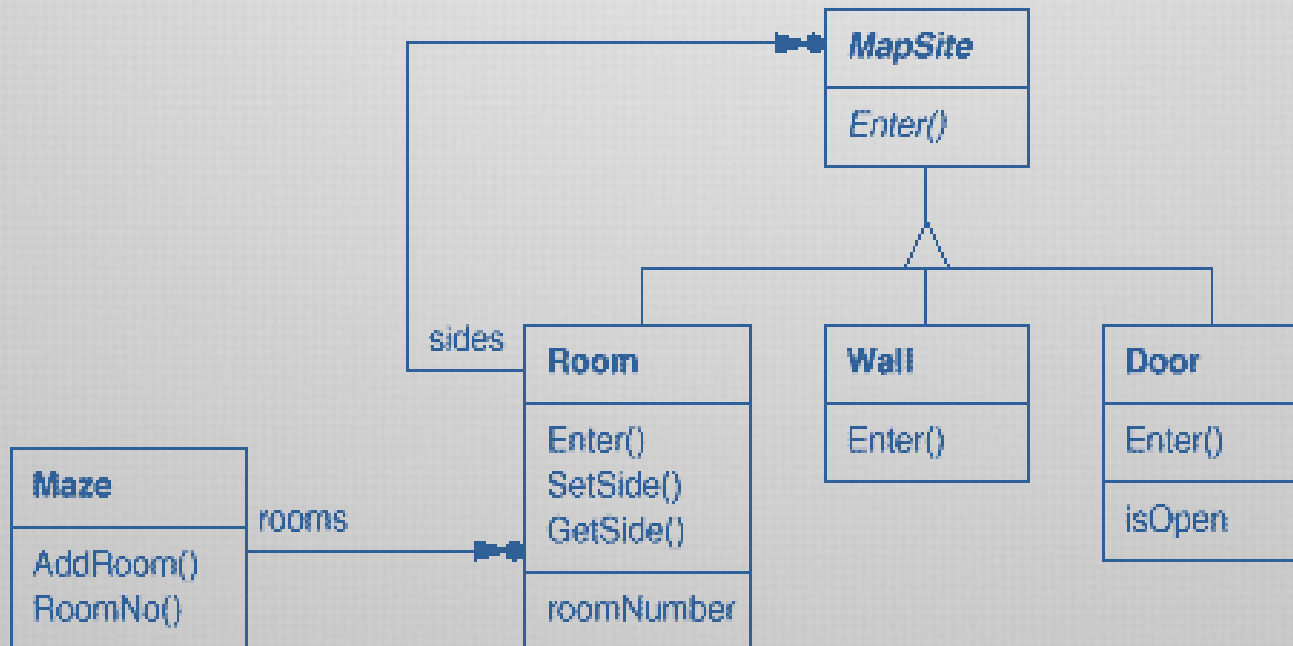 MapSite
Enter()
sides
Room
Enter()
SetSide()
GetSide()
roomNumber
Wall
Enter()
Door
Enter()
isOpen
Maze
rooms
AddRoom()
RoomNo()